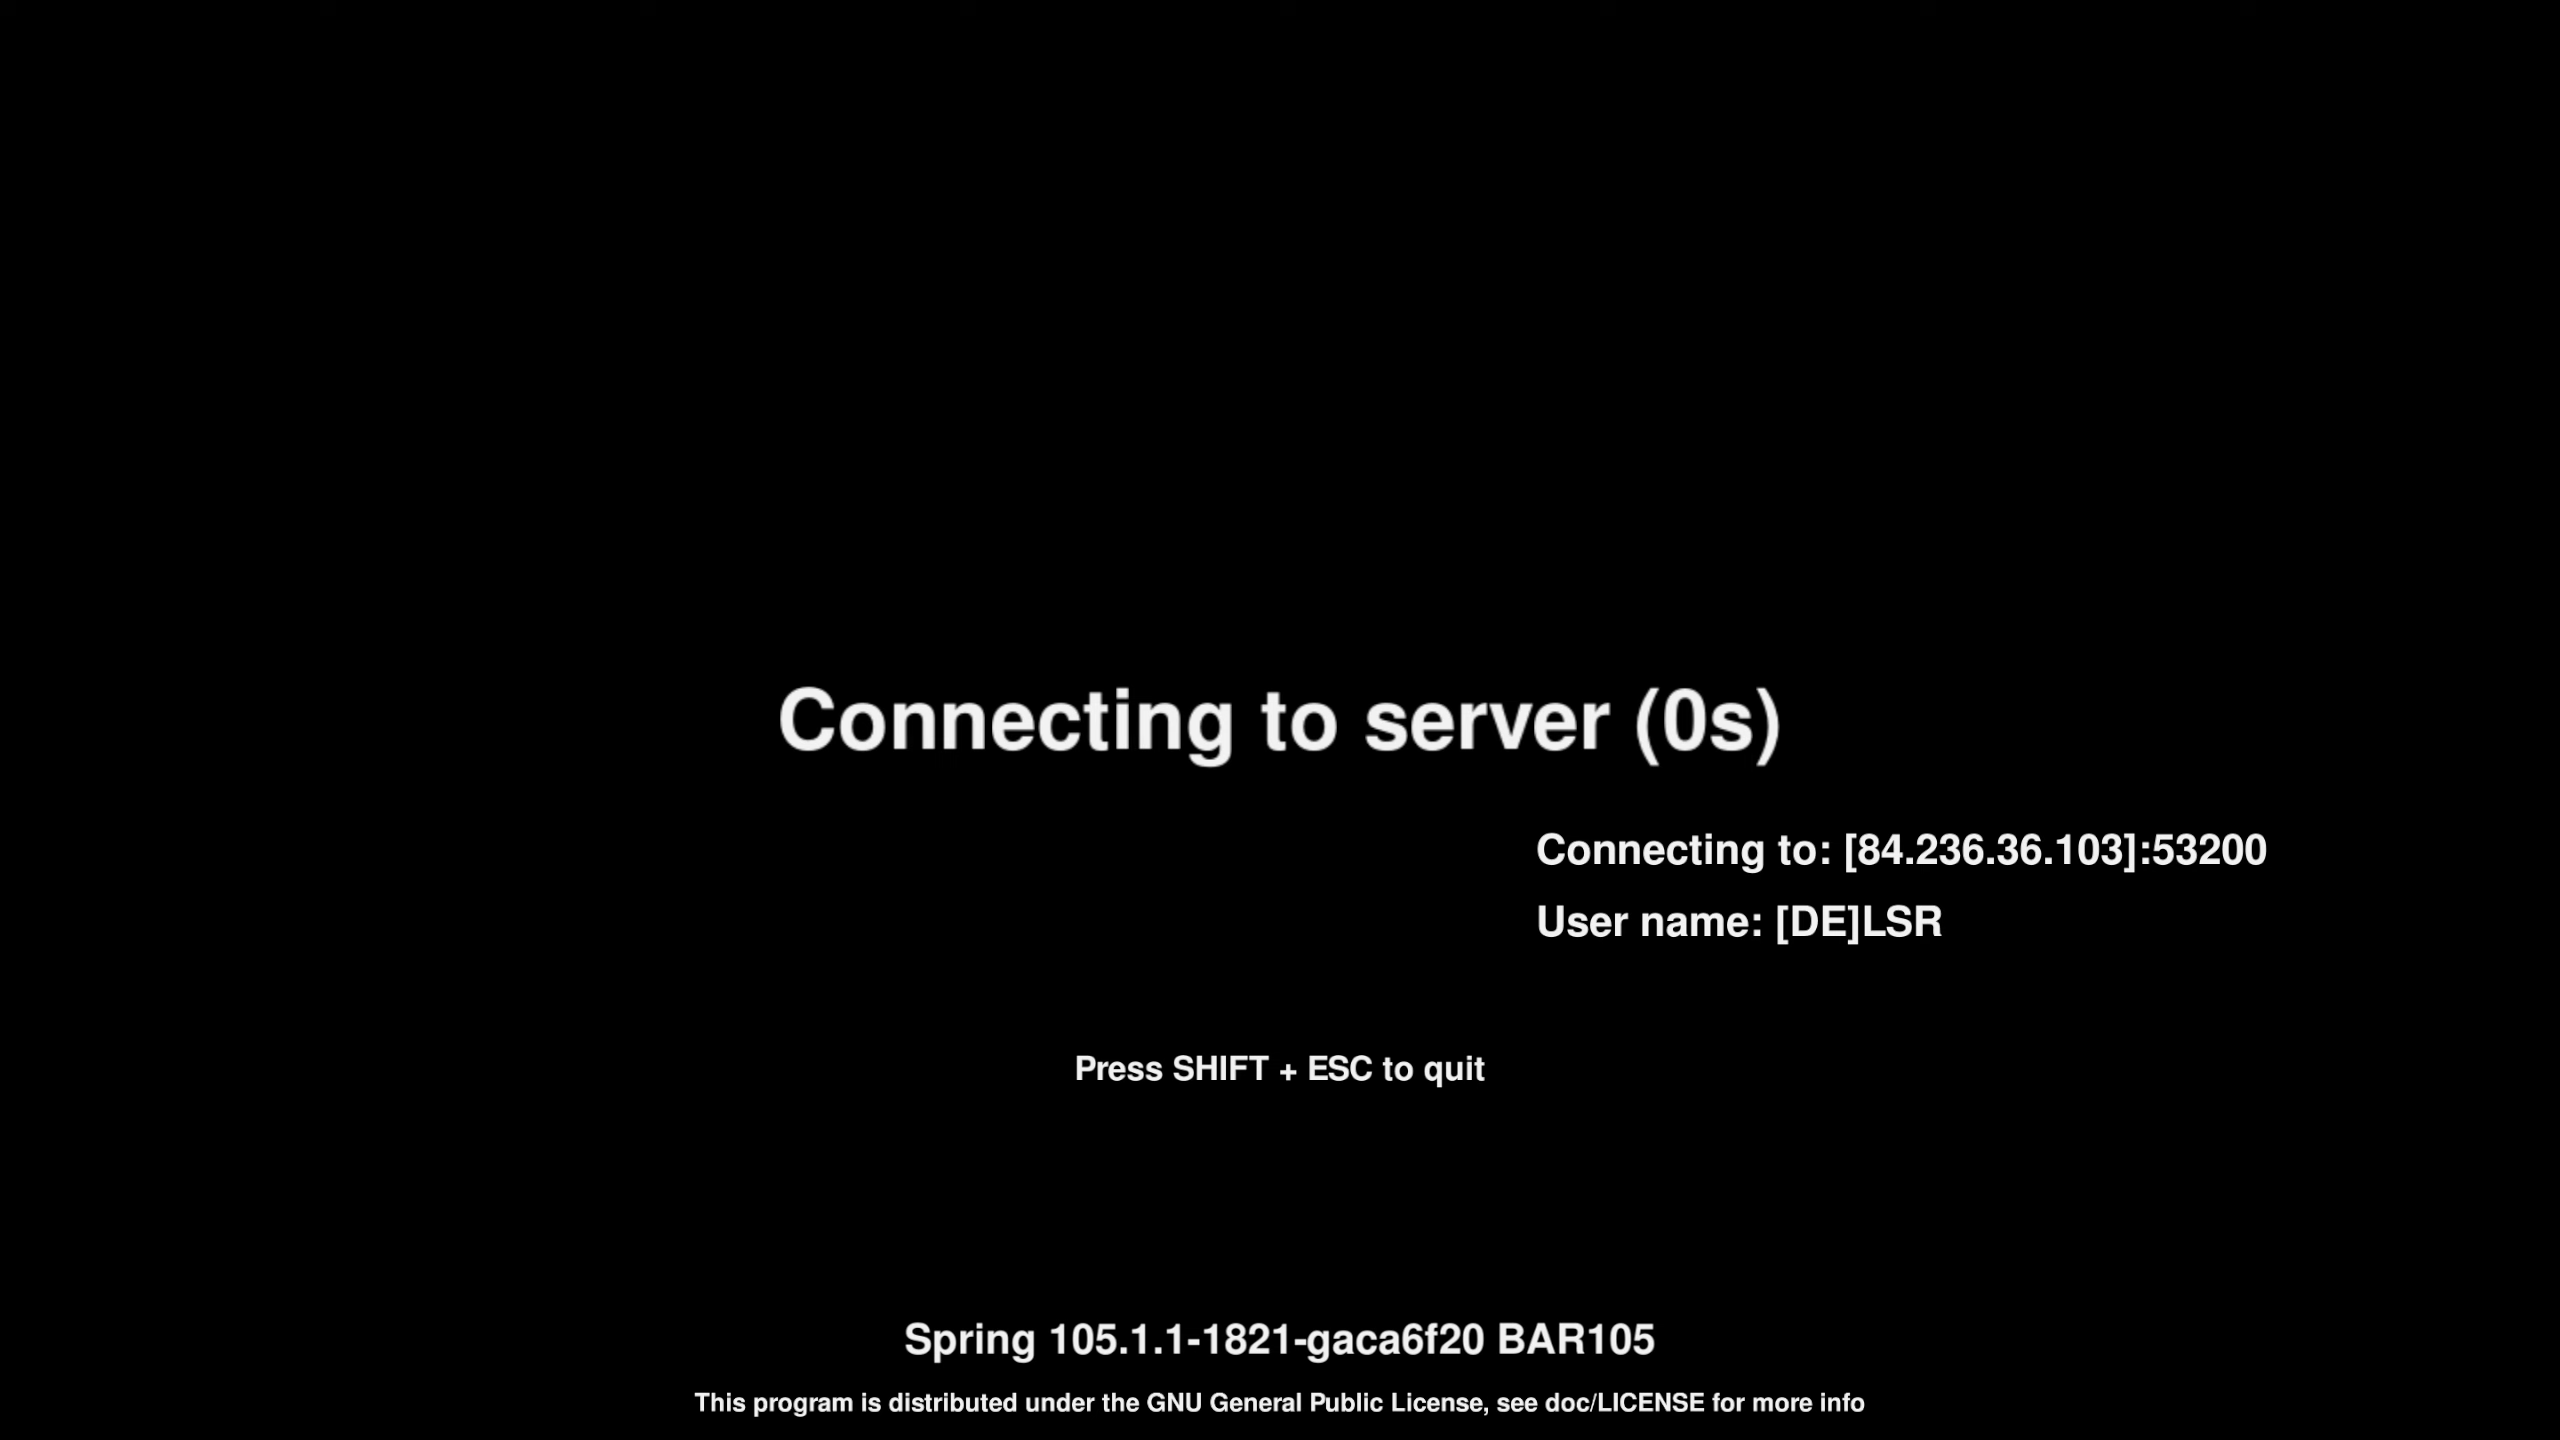 Connecting to server (0s)
Connecting to: [84.236.36.103]:53200
User name: [DE]LSR
Press SHIFT + ESC to quit
Spring 105.1.1-1821-gaca6f20 BAR105
This program is distributed under the GNU General Public License, see doc/LICENSE for more info